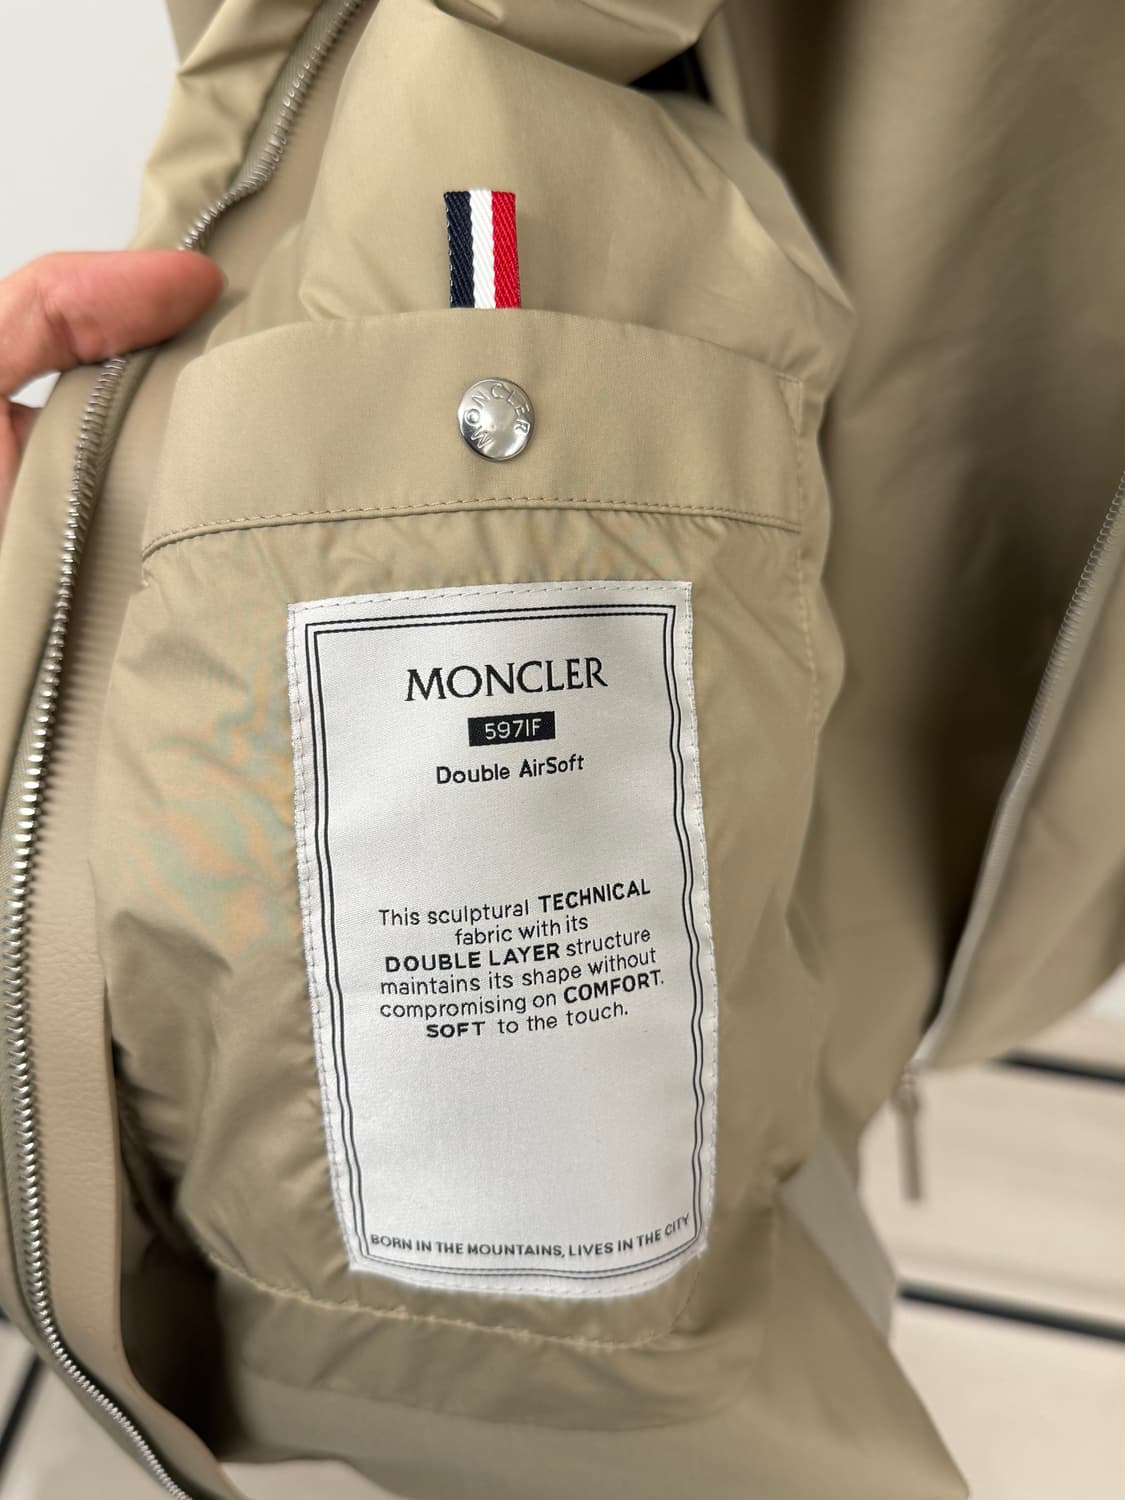 MONCLER
MONCLER
597IF
Double AirSoft
This sculptural TECHNICAL
fabric with its
DOUBLE LAYER structure
maintains its shape without
compromising on COMFORT.
SOFT to the touch.
BORN IN THE MOUNTAINS, LIVES IN THE CITY